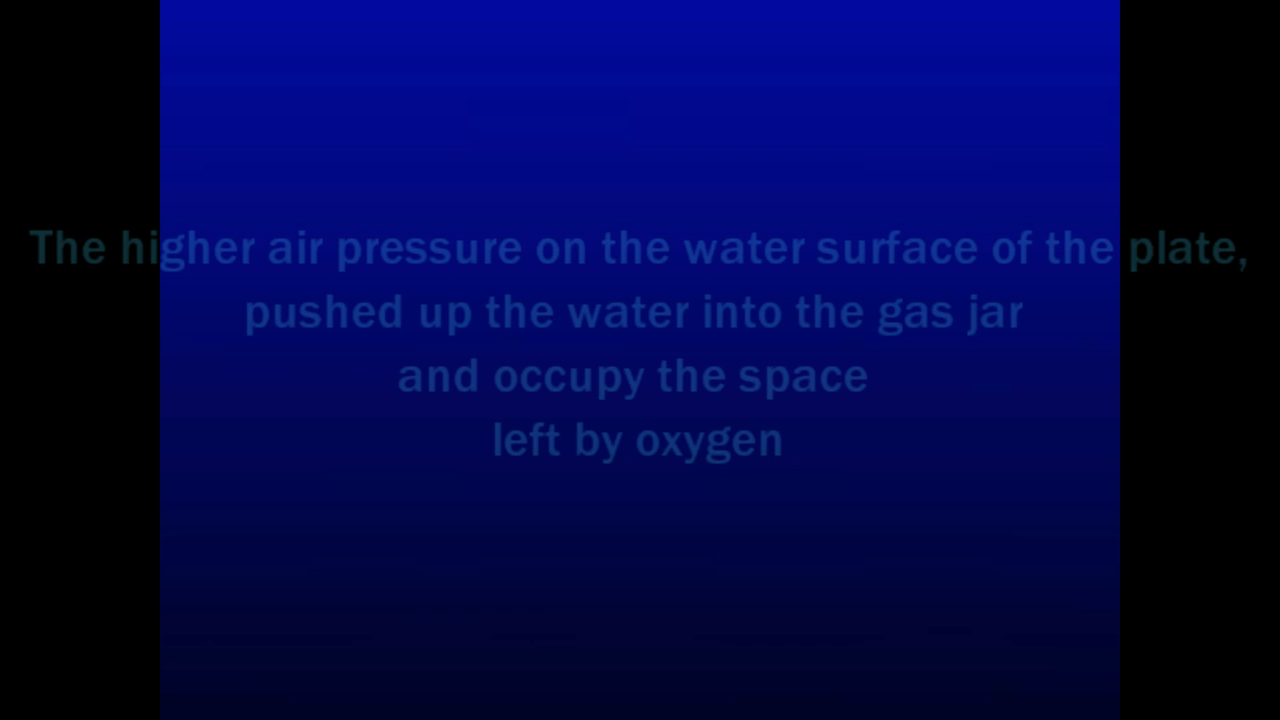 The higher air pressure on the water surface of the plate,
pushed up the water into the gas jar
and occupy the space
left by oxygen